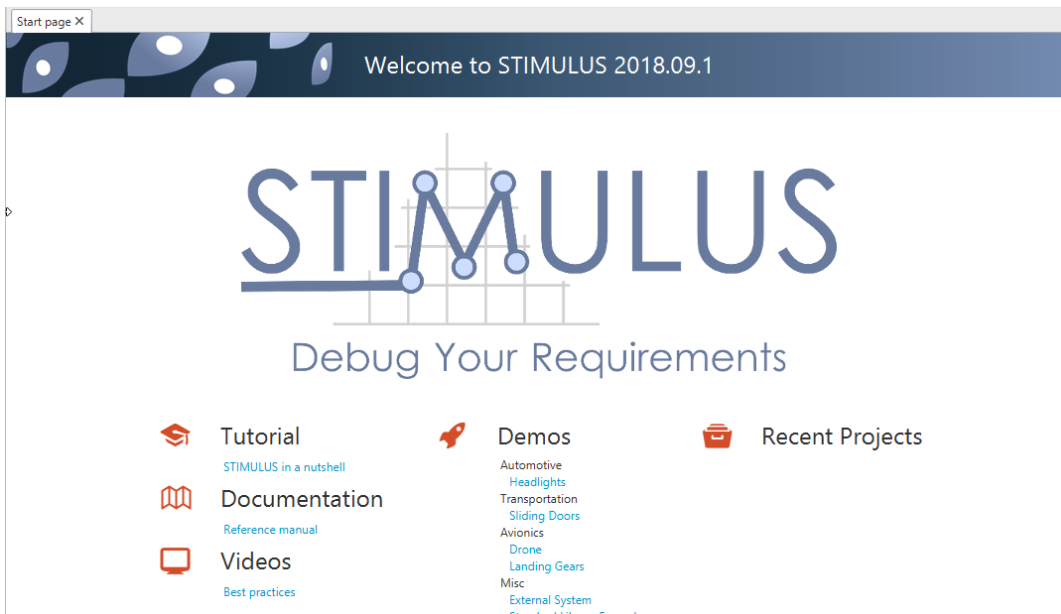 Start page
Welcome to STIMULUS 2018.09.1
STIMULUS
Debug Your Requirements
Tutorial
STIMULUS in a nutshell
Documentation
Reference manual
Videos
Best practices
Demos
Automotive
Headlights
Transportation
Sliding Doors
Avionics
Drone
Landing Gears
Misc
External System
Recent Projects